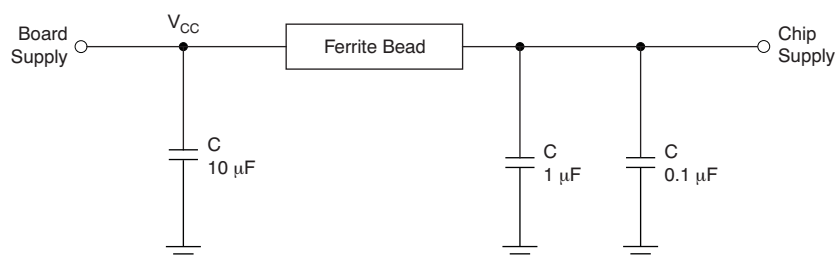 Board
Supply
V_CC
Ferrite Bead
Chip
Supply
C
10 μF
C
1 μF
C
0.1 μF